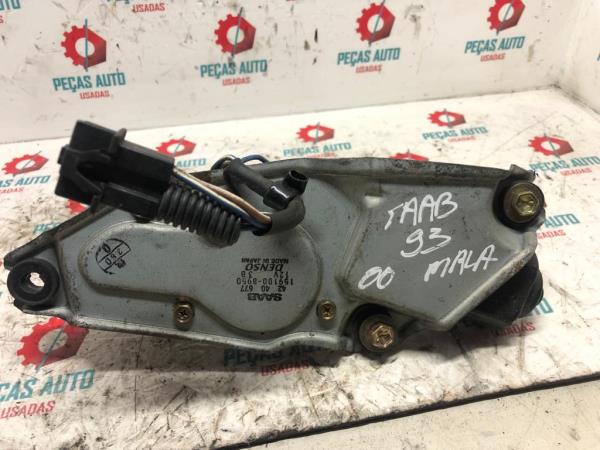 PEÇAS AUTO
USADAS
PEÇAS AUTO
USADAS
PEÇAS AUTO
USADAS
PEÇAS AUTO
USADAS
PEÇAS AUTO
USADAS
SAAB
42 40 677
159100-8950
12V 3B
DENSO
MADE IN JAPAN
SAAB
93
00 MALA